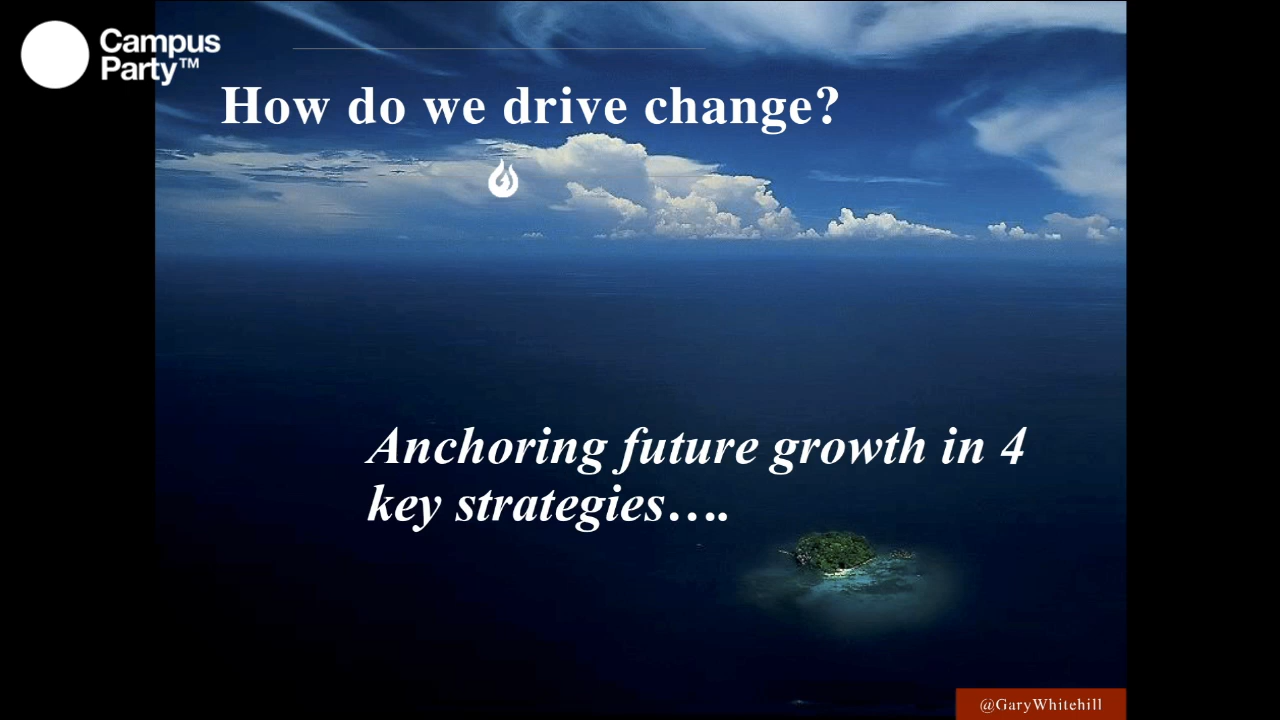 Campus
Party™
How do we drive change?
Anchoring future growth in 4
key strategies….
@GaryWhitehill